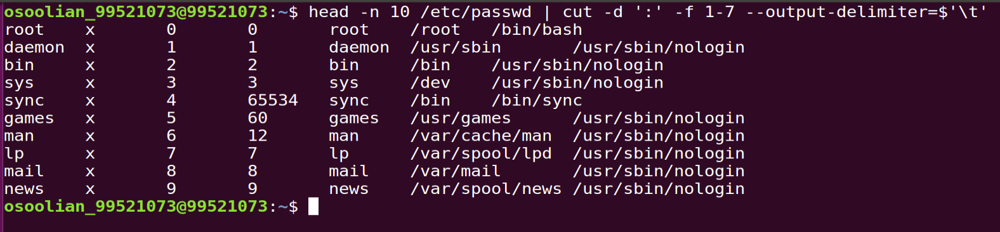 osoolian_99521073@99521073:~$ head -n 10 /etc/passwd | cut -d ':' -f 1-7 --output-delimiter=$'\t'
root	x	0	0	root	/root	/bin/bash
daemon	x	1	1	daemon	/usr/sbin	/usr/sbin/nologin
bin	x	2	2	bin	/bin	/usr/sbin/nologin
sys	x	3	3	sys	/dev	/usr/sbin/nologin
sync	x	4	65534	sync	/bin	/bin/sync
games	x	5	60	games	/usr/games	/usr/sbin/nologin
man	x	6	12	man	/var/cache/man	/usr/sbin/nologin
lp	x	7	7	lp	/var/spool/lpd	/usr/sbin/nologin
mail	x	8	8	mail	/var/mail	/usr/sbin/nologin
news	x	9	9	news	/var/spool/news	/usr/sbin/nologin
osoolian_99521073@99521073:~$